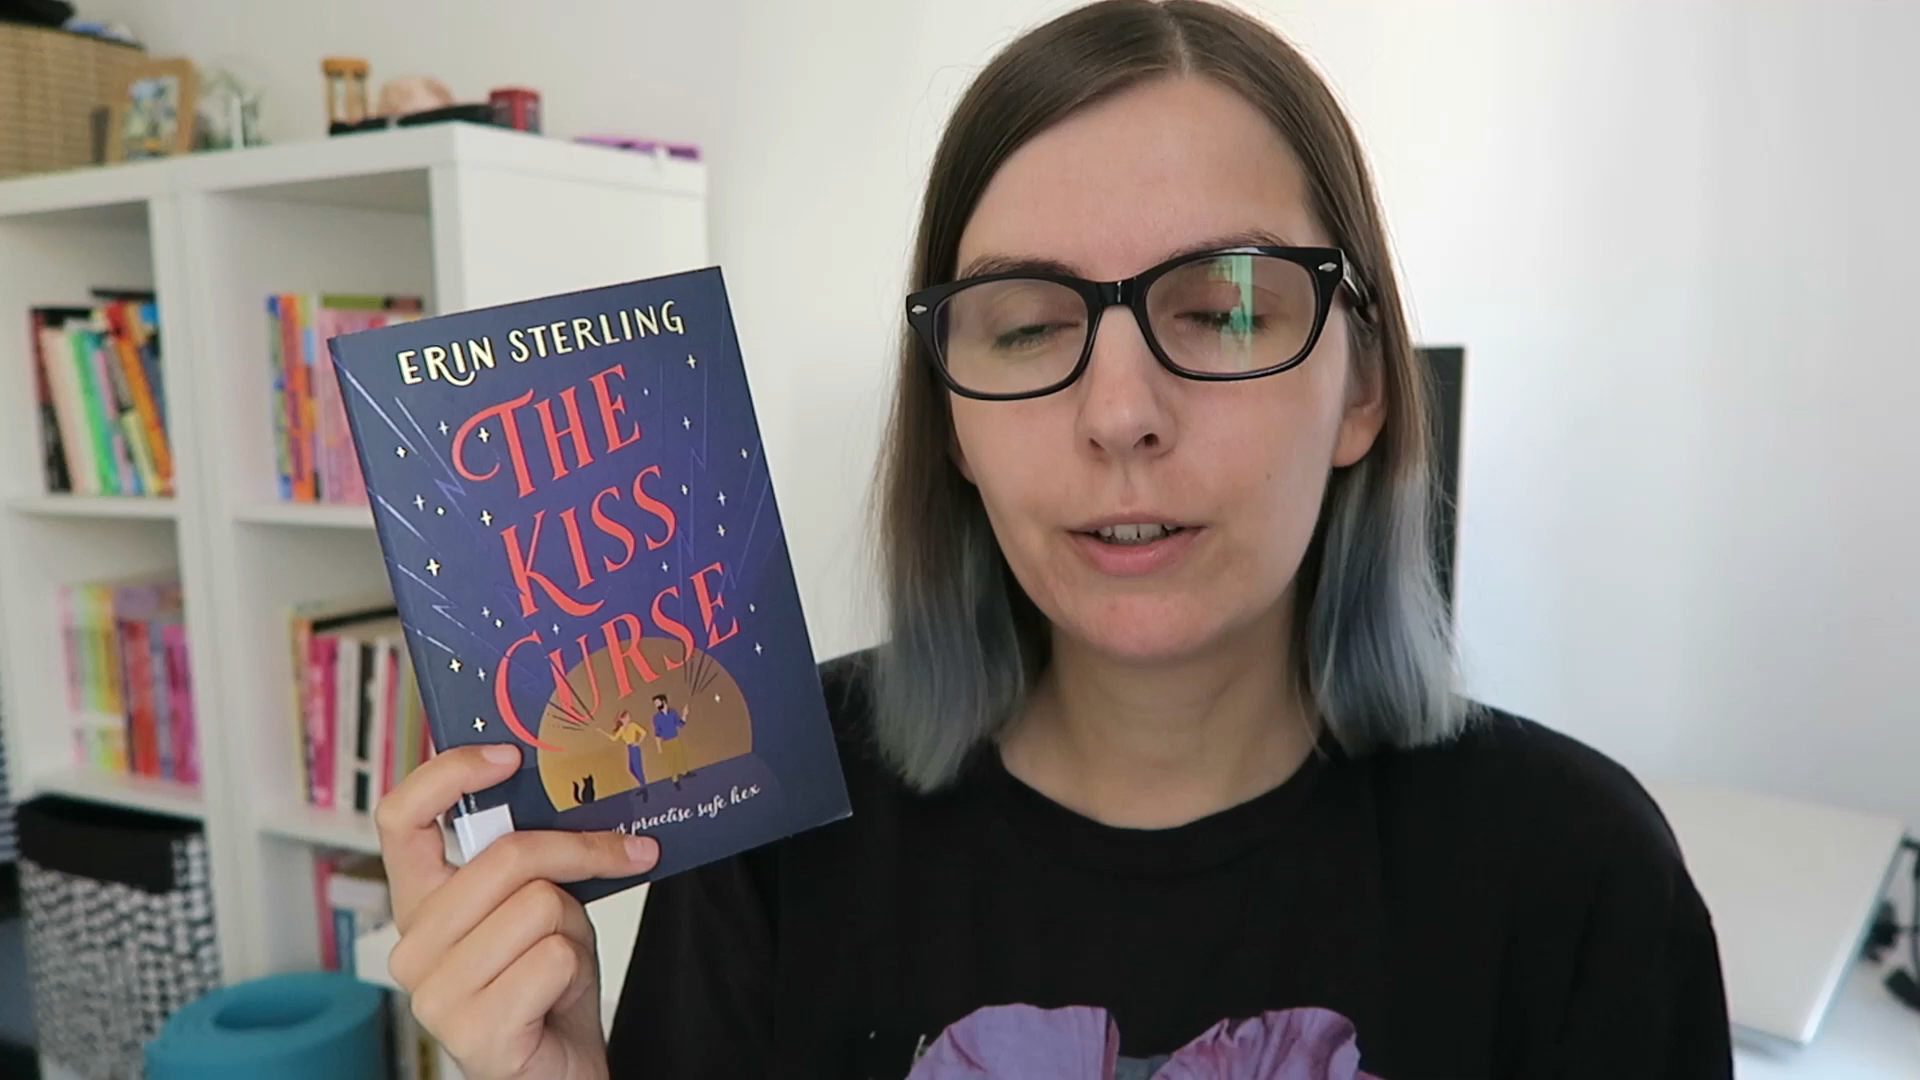 ERIN STERLING
THE
KISS
CURSE
practise safe hex